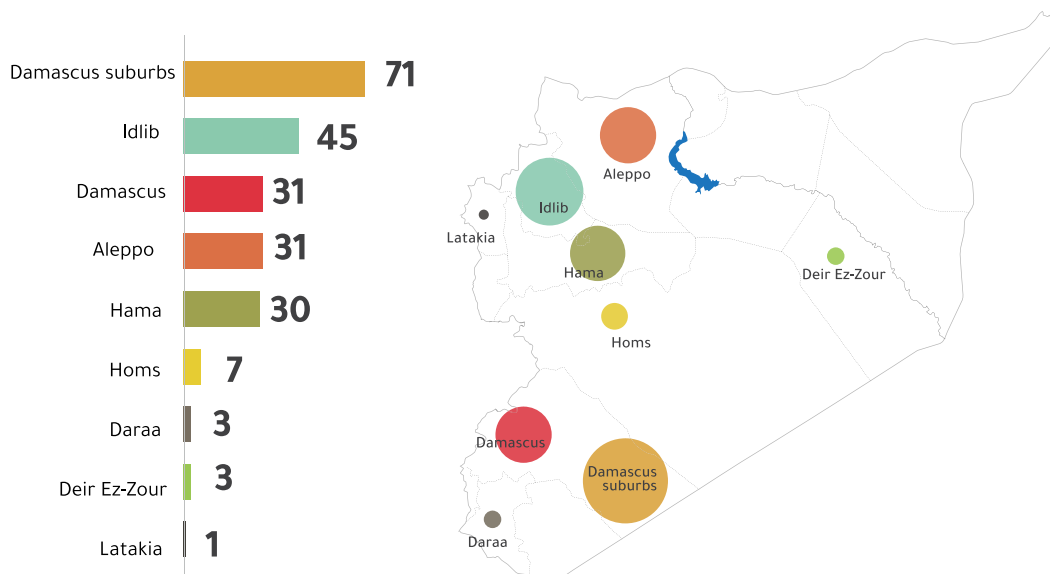 Damascus suburbs 71
Idlib 45
Damascus 31
Aleppo 31
Hama 30
Homs 7
Daraa 3
Deir Ez-Zour 3
Latakia 1
Aleppo
Idlib
Latakia
Hama
Deir Ez-Zour
Homs
Damascus
Damascus
suburbs
Daraa